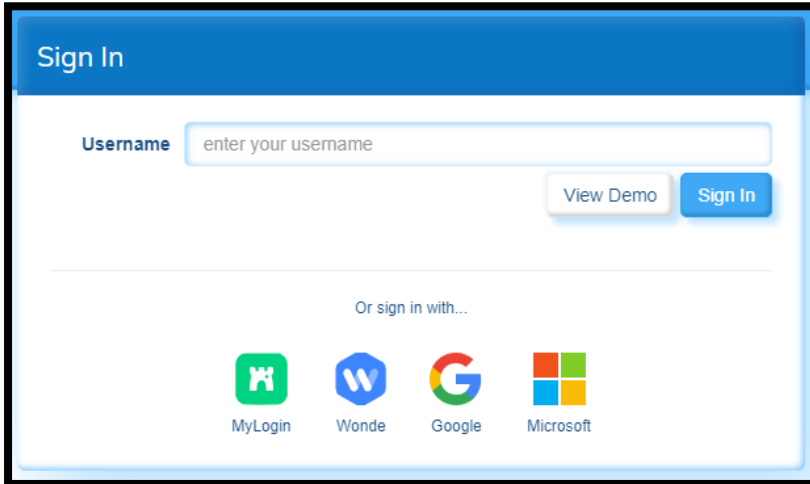 Sign In
Username enter your username
View Demo Sign In
Or sign in with...
MyLogin Wonde Google Microsoft